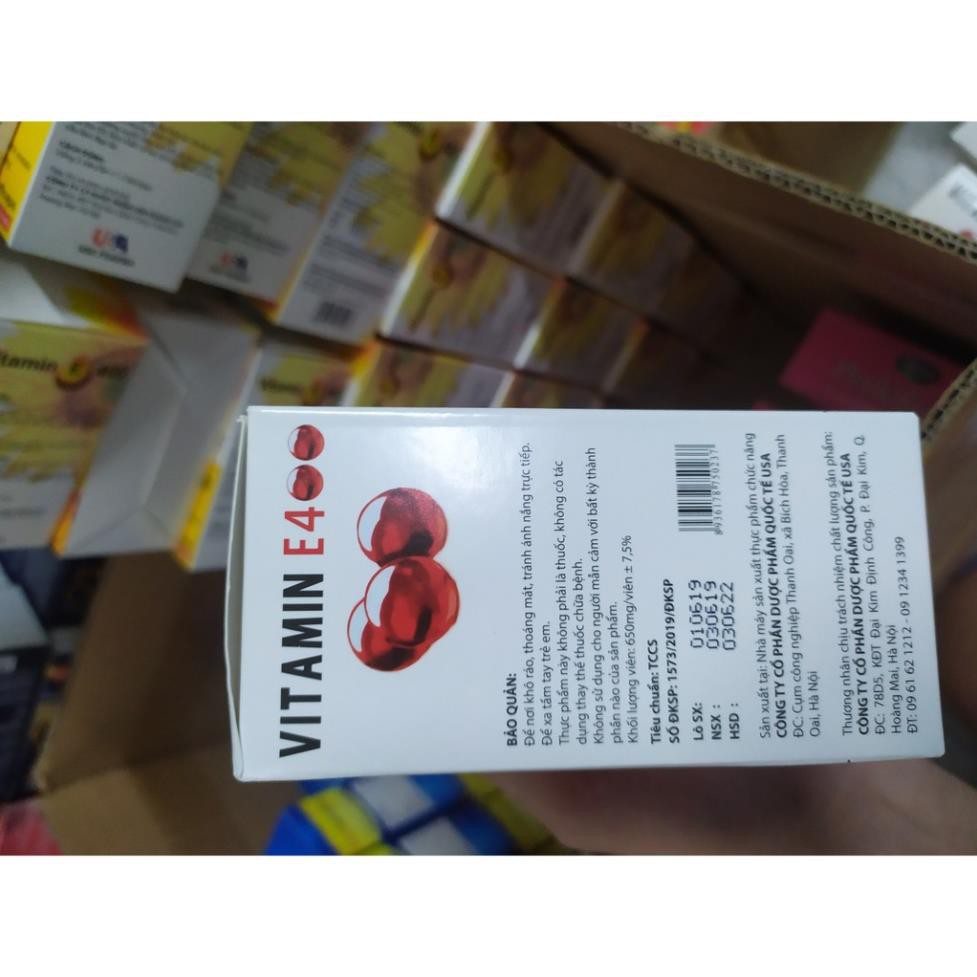 VITAMIN E400
BẢO QUẢN:
Để nơi khô ráo, thoáng mát, tránh ánh nắng trực tiếp.
Để xa tầm tay trẻ em.
Thực phẩm này không phải là thuốc, không có tác
dụng thay thế thuốc chữa bệnh.
Không sử dụng cho người mẫn cảm với bất kỳ thành
phần nào của sản phẩm.
Khối lượng viên: 650mg/viên ± 7,5%
Tiêu chuẩn: TCCS
SỐ ĐKSP: 1573/2019/ĐKSP
Lô SX: 010619
NSX : 030619
HSD : 030622
8936178750237
Sản xuất tại: Nhà máy sản xuất thực phẩm chức năng
CÔNG TY CỔ PHẦN DƯỢC PHẨM QUỐC TẾ USA
ĐC: Cụm công nghiệp Thanh Oai, xã Bích Hòa, Thanh
Oai, Hà Nội
Thương nhân chịu trách nhiệm chất lượng sản phẩm:
CÔNG TY CỔ PHẦN DƯỢC PHẨM QUỐC TẾ USA
ĐC: 78D5, KĐT Đại Kim Định Công, P. Đại Kim, Q.
Hoàng Mai, Hà Nội
ĐT: 09 61 62 1212 - 09 1234 1399